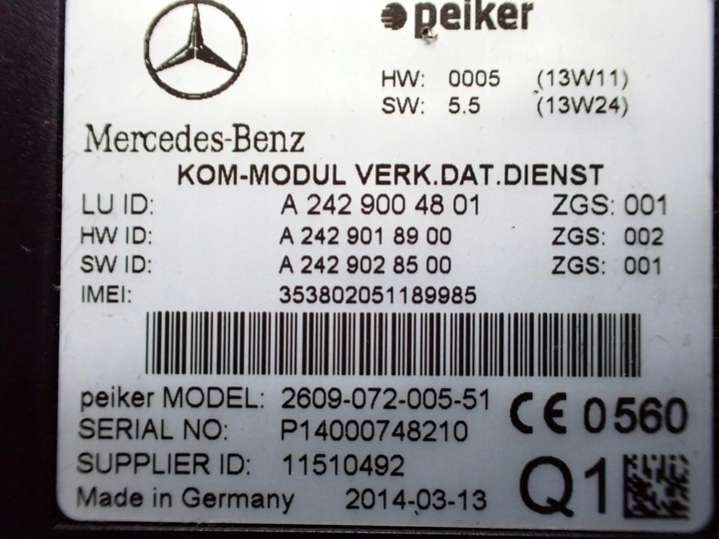 peiker
HW: 0005 (13W11)
SW: 5.5 (13W24)
Mercedes-Benz
KOM-MODUL VERK.DAT.DIENST
LU ID: A 242 900 48 01 ZGS: 001
HW ID: A 242 901 89 00 ZGS: 002
SW ID: A 242 902 85 00 ZGS: 001
IMEI: 353802051189985
peiker MODEL: 2609-072-005-51
SERIAL NO: P14000748210
SUPPLIER ID: 11510492
Made in Germany 2014-03-13
CE 0560
Q1